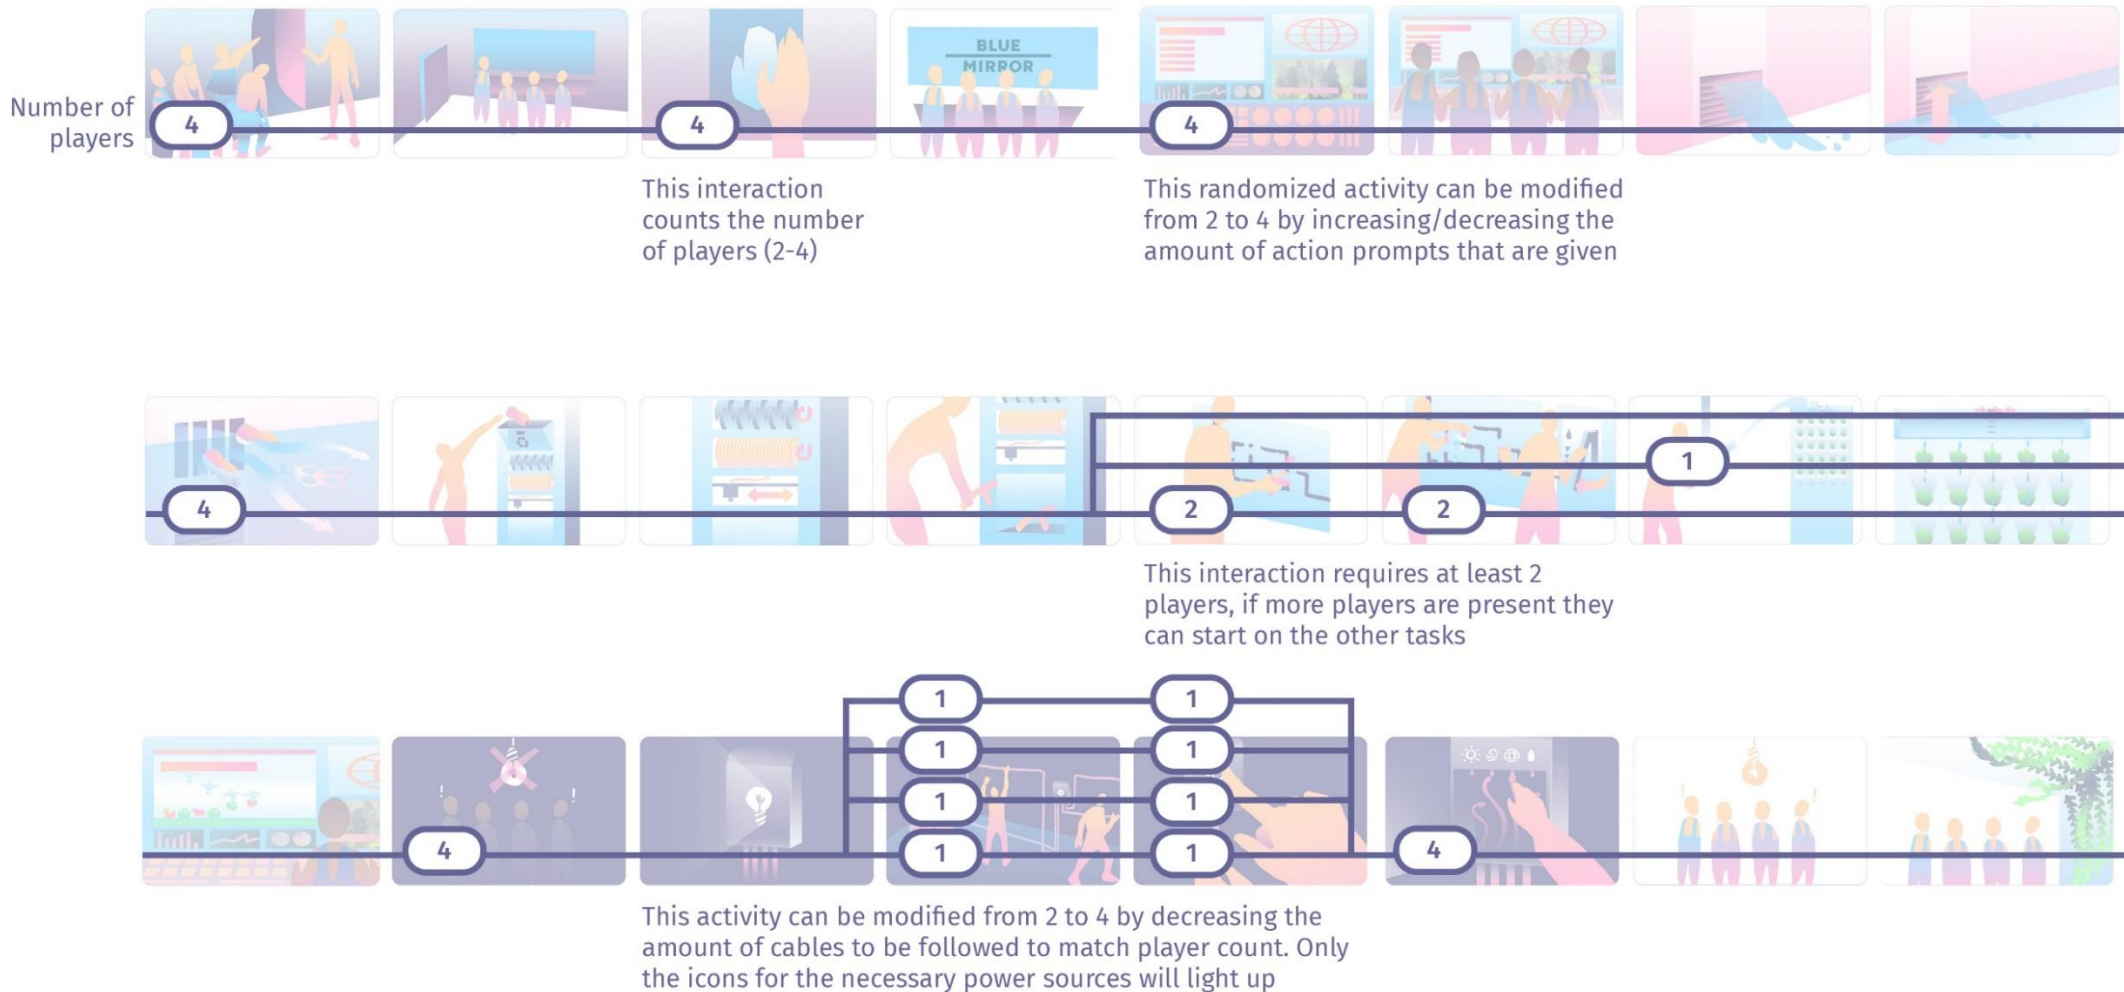 Number of
players
4
4
BLUE
MIRROR
4
This interaction
counts the number
of players (2-4)
This randomized activity can be modified
from 2 to 4 by increasing/decreasing the
amount of action prompts that are given
4
2
2
1
This interaction requires at least 2
players, if more players are present they
can start on the other tasks
4
1
1
1
1
1
1
1
1
4
This activity can be modified from 2 to 4 by decreasing the
amount of cables to be followed to match player count. Only
the icons for the necessary power sources will light up